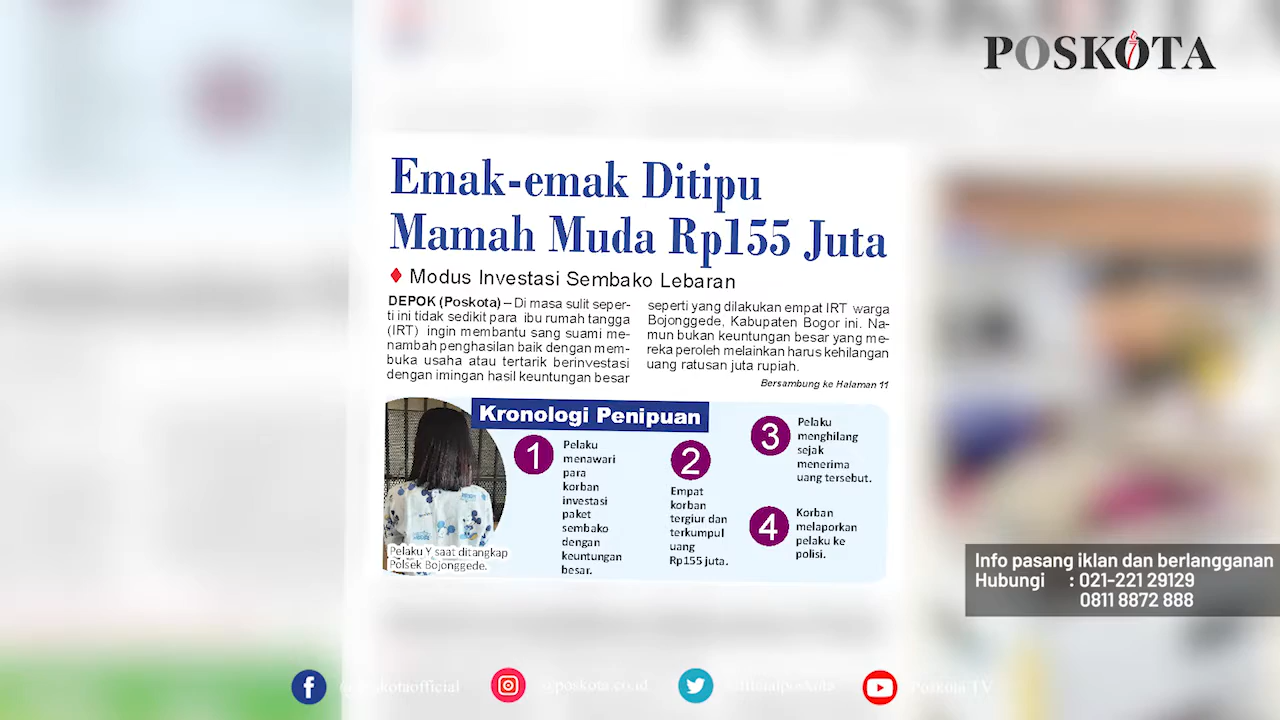 POSKOTA
Emak-emak Ditipu
Mamah Muda Rp155 Juta
Modus Investasi Sembako Lebaran
DEPOK (Poskota) – Di masa sulit seper-
ti ini tidak sedikit para ibu rumah tangga
(IRT) ingin membantu sang suami me-
nambah penghasilan baik dengan mem-
buka usaha atau tertarik berinvestasi
dengan imingan hasil keuntungan besar
seperti yang dilakukan empat IRT warga
Bojonggede, Kabupaten Bogor ini. Na-
mun bukan keuntungan besar yang me-
reka peroleh melainkan harus kehilangan
uang ratusan juta rupiah.
Bersambung ke Halaman 11
Kronologi Penipuan
1
Pelaku
menawari
para
korban
investasi
paket
sembako
dengan
keuntungan
besar.
2
Empat
korban
tergiur dan
terkumpul
uang
Rp155 juta.
3
Pelaku
menghilang
sejak
menerima
uang tersebut.
4
Korban
melaporkan
pelaku ke
polisi.
Pelaku Y saat ditangkap
Polsek Bojonggede.
Info pasang iklan dan berlangganan
Hubungi : 021-221 29129
0811 8872 888
@poskotaofficial
@poskota.co.id
Poskota TV